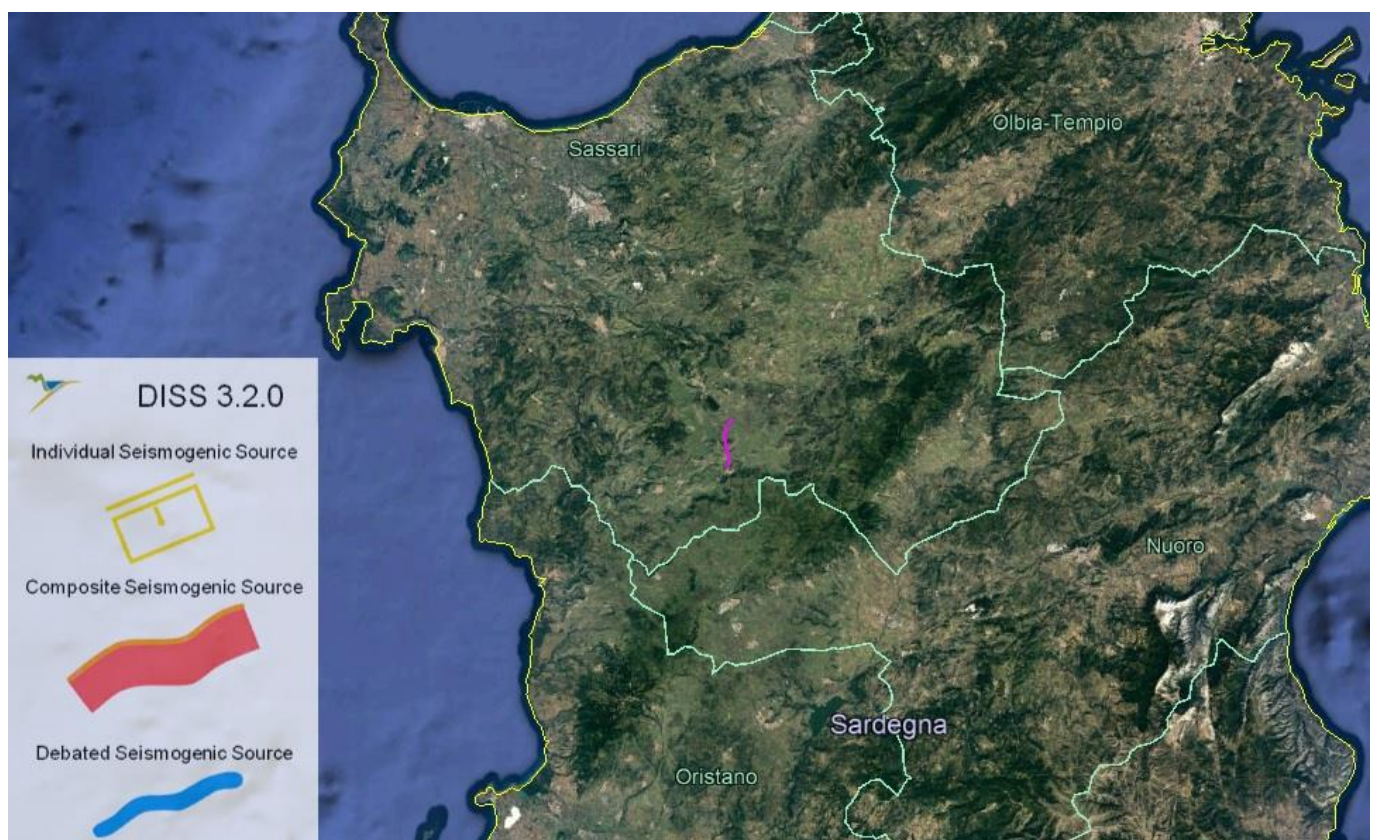 Olbia-Tempio
Sassari
DISS 3.2.0
Individual Seismogenic Source
Composite Seismogenic Source
Debated Seismogenic Source
Nuoro
Sardegna
Oristano